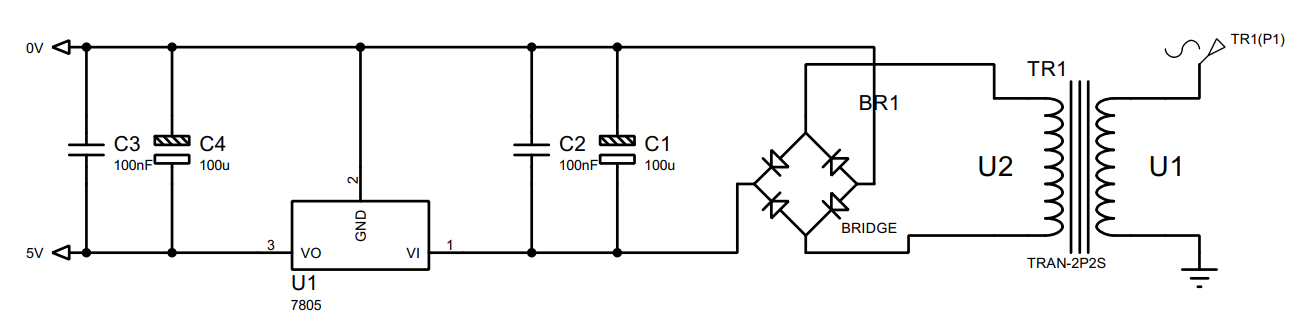 0V
TR1(P1)
TR1
BR1
C3
100nF
C4
100u
C2
100nF
C1
100u
U2
U1
2
GND
BRIDGE
5V
3
VO
VI
1
TRAN-2P2S
U1
7805